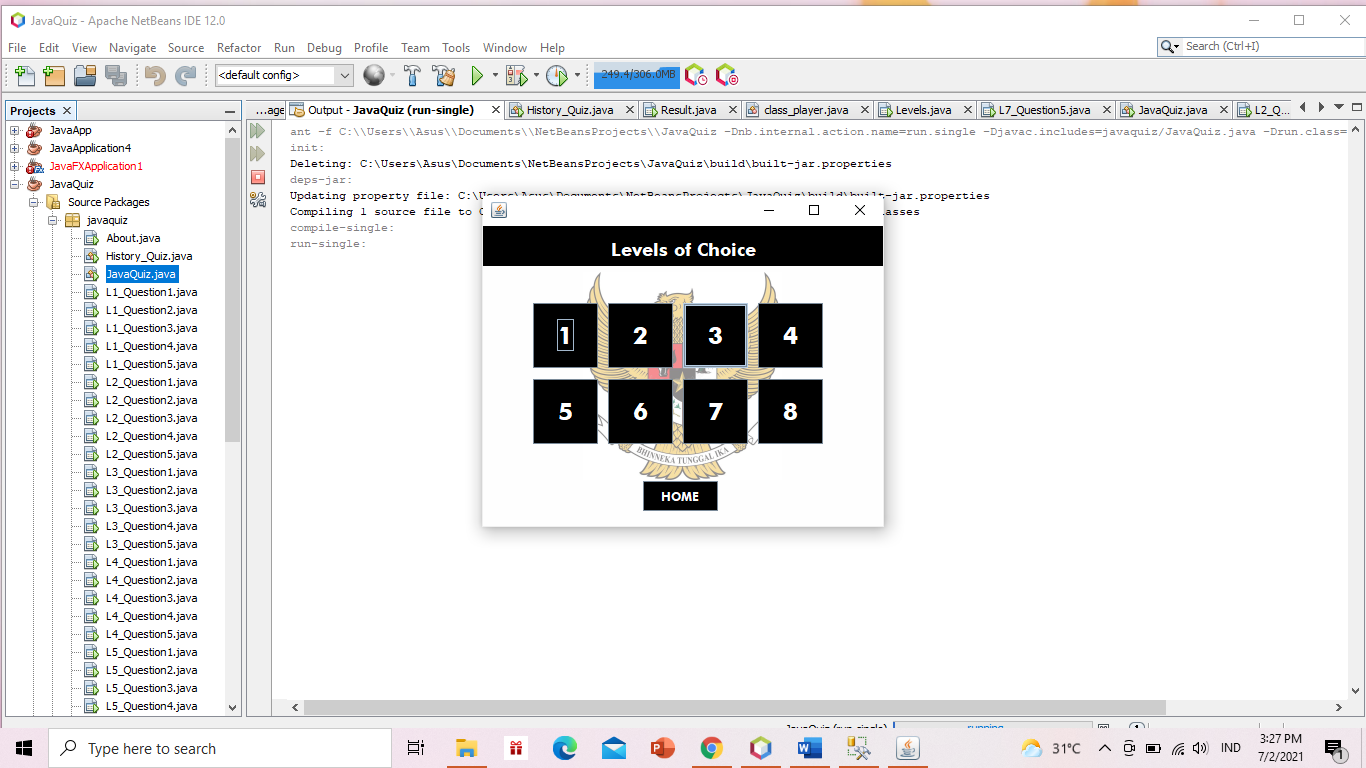 JavaQuiz - Apache NetBeans IDE 12.0
File Edit View Navigate Source Refactor Run Debug Profile Team Tools Window Help
Search (Ctrl+I)
<default config>
249.4/306.0MB
Projects
...age
Output - JavaQuiz (run-single)
History_Quiz.java
Result.java
class_player.java
Levels.java
L7_Question5.java
JavaQuiz.java
L2_Q...
JavaApp
JavaApplication4
JavaFXApplication1
JavaQuiz
Source Packages
javaquiz
About.java
History_Quiz.java
JavaQuiz.java
L1_Question1.java
L1_Question2.java
L1_Question3.java
L1_Question4.java
L1_Question5.java
L2_Question1.java
L2_Question2.java
L2_Question3.java
L2_Question4.java
L2_Question5.java
L3_Question1.java
L3_Question2.java
L3_Question3.java
L3_Question4.java
L3_Question5.java
L4_Question1.java
L4_Question2.java
L4_Question3.java
L4_Question4.java
L4_Question5.java
L5_Question1.java
L5_Question2.java
L5_Question3.java
L5_Question4.java
ant -f C:\\Users\\Asus\\Documents\\NetBeansProjects\\JavaQuiz -Dnb.internal.action.name=run.single -Djavac.includes=javaquiz/JavaQuiz.java -Drun.class=
init:
Deleting: C:\Users\Asus\Documents\NetBeansProjects\JavaQuiz\build\built-jar.properties
deps-jar:
Updating property file: C:\Users\Asus\Documents\NetBeansProjects\JavaQuiz\build\built-jar.properties
Compiling 1 source file to C
lasses
compile-single:
run-single:
Levels of Choice
1 2 3 4
5 6 7 8
BHINNEKA TUNGGAL IKA
HOME
JavaQuiz (run-single)
running...
Type here to search
31°C
IND
3:27 PM
7/2/2021
1